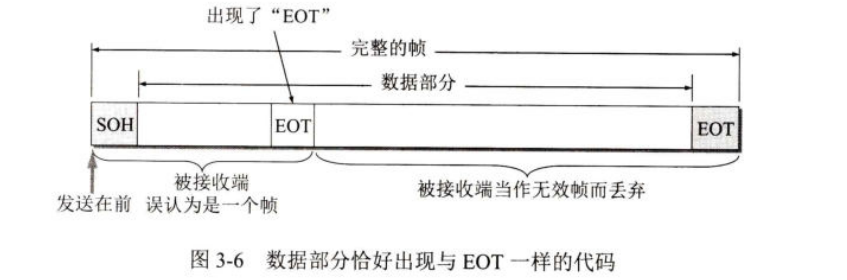 出现了“EOT”
完整的帧
数据部分
SOH
EOT
EOT
被接收端
误认为是一个帧
被接收端当作无效帧而丢弃
发送在前
图 3-6 数据部分恰好出现与 EOT 一样的代码